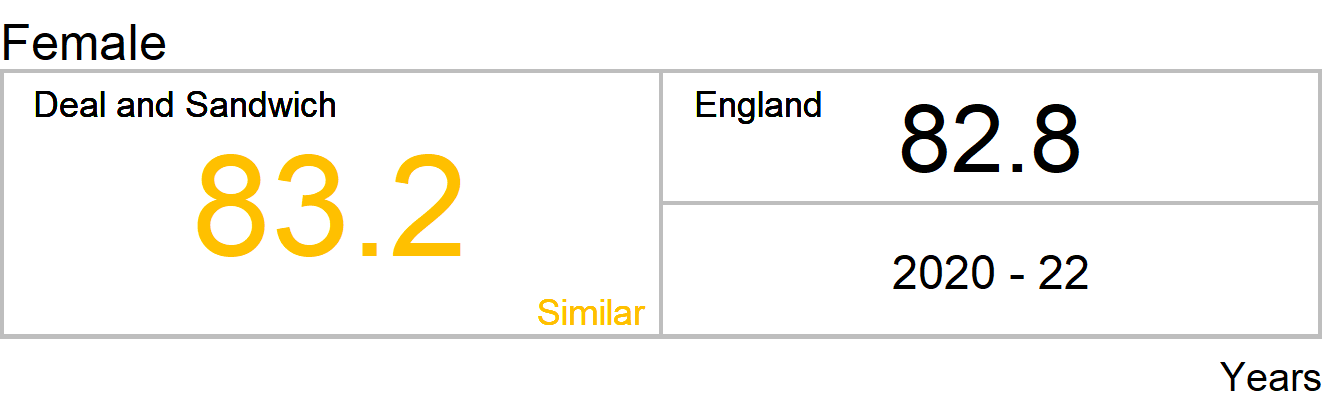 Female
Deal and Sandwich
83.2
Similar
England
82.8
2020 - 22
Years